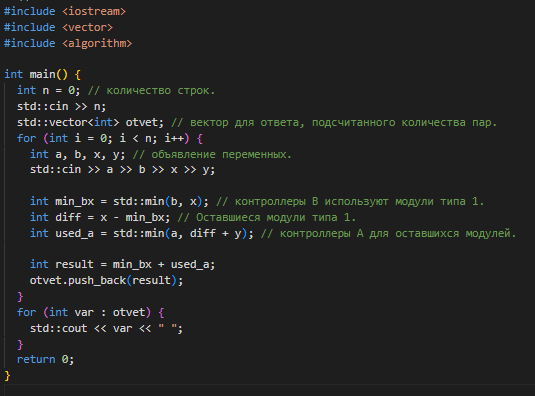 #include <iostream>
#include <vector>
#include <algorithm>
int main() {
int n = 0; // количество строк.
std::cin >> n;
std::vector<int> otvet; // вектор для ответа, подсчитанного количества пар.
for (int i = 0; i < n; i++) {
int a, b, x, y; // объявление переменных.
std::cin >> a >> b >> x >> y;
int min_bx = std::min(b, x); // контроллеры B используют модули типа 1.
int diff = x - min_bx; // Оставшиеся модули типа 1.
int used_a = std::min(a, diff + y); // контроллеры A для оставшихся модулей.
int result = min_bx + used_a;
otvet.push_back(result);
}
for (int var : otvet) {
std::cout << var << " ";
}
return 0;
}